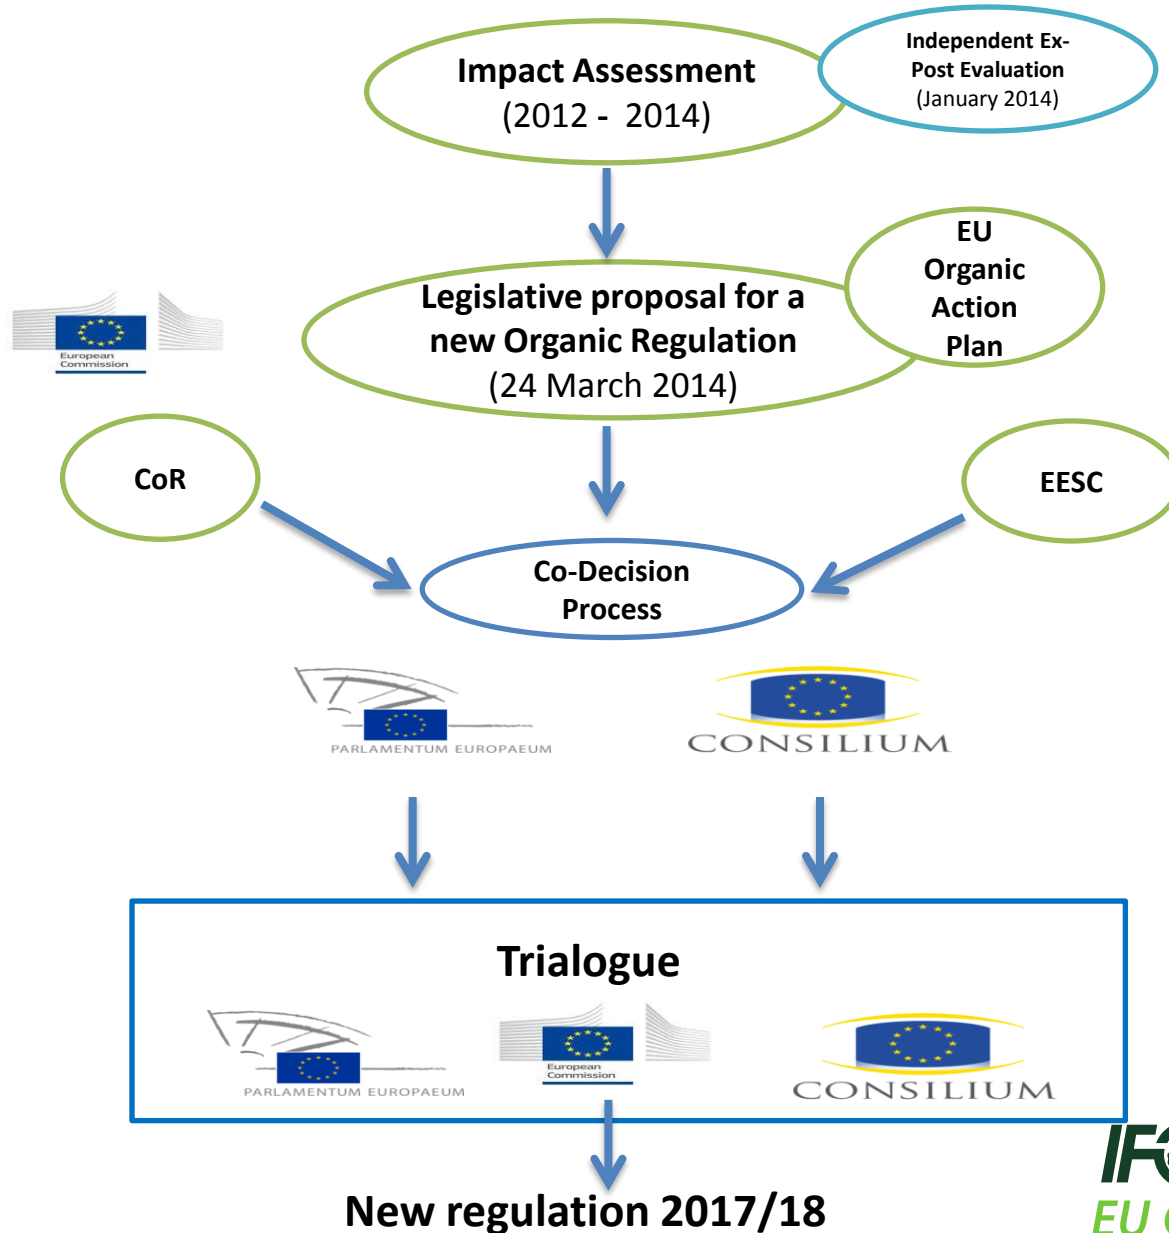 Impact Assessment
(2012 - 2014)
Independent Ex-
Post Evaluation
(January 2014)
EU
Organic
Action
Plan
Legislative proposal for a
new Organic Regulation
(24 March 2014)
European
Commission
CoR
EESC
Co-Decision
Process
PARLAMENTUM EUROPAEUM
CONSILIUM
Trialogue
PARLAMENTUM EUROPAEUM
European
Commission
CONSILIUM
New regulation 2017/18
EU